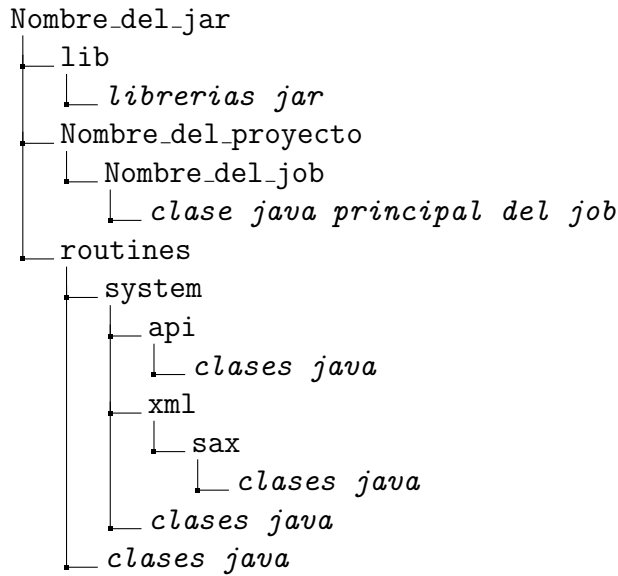 Nombre_del_jar
lib
librerias jar
Nombre_del_proyecto
Nombre_del_job
clase java principal del job
routines
system
api
clases java
xml
sax
clases java
clases java
clases java